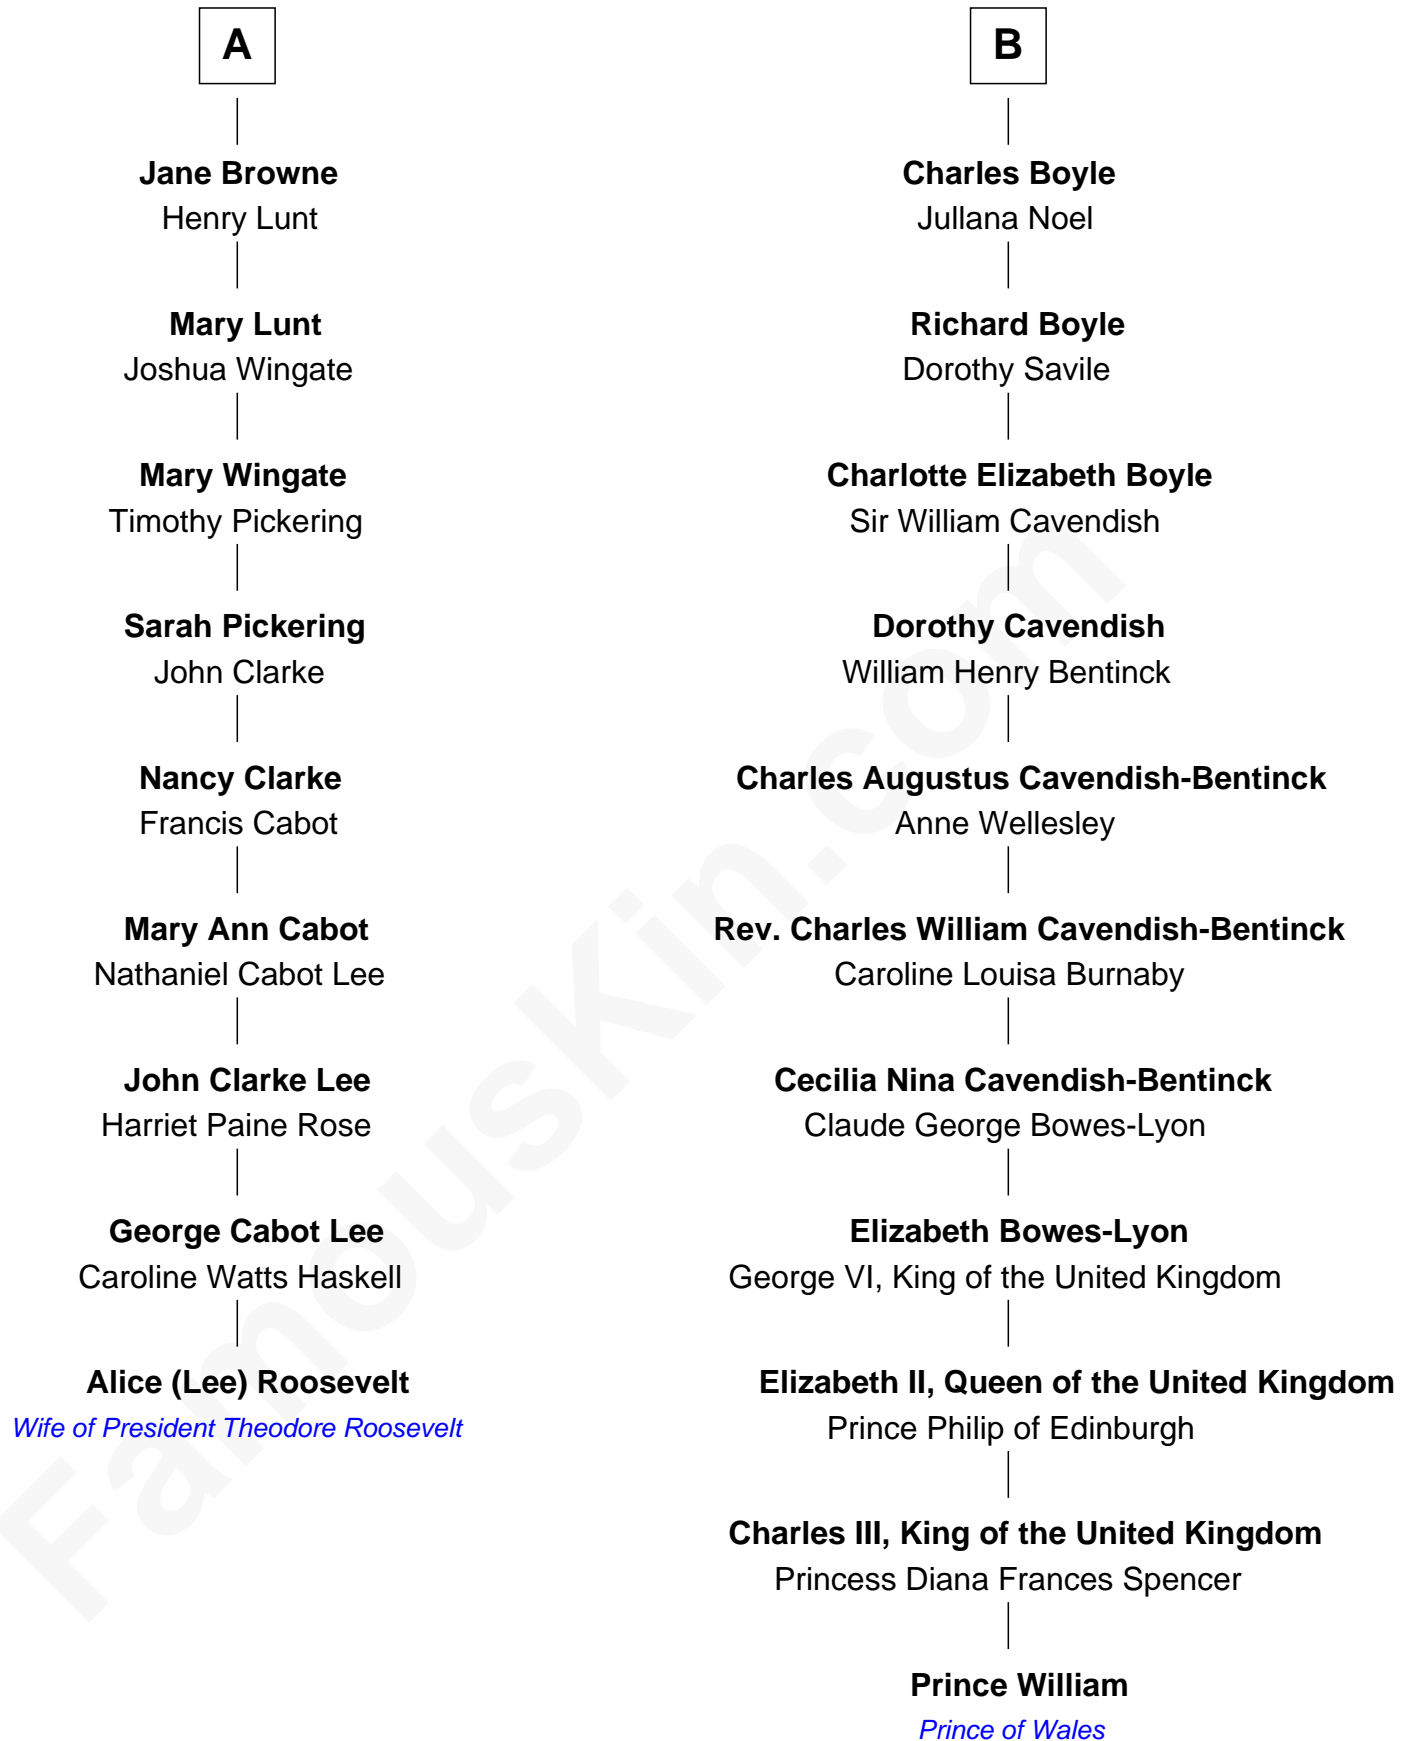 A
Jane Browne
Henry Lunt
Mary Lunt
Joshua Wingate
Mary Wingate
Timothy Pickering
Sarah Pickering
John Clarke
Nancy Clarke
Francis Cabot
Mary Ann Cabot
Nathaniel Cabot Lee
John Clarke Lee
Harriet Paine Rose
George Cabot Lee
Caroline Watts Haskell
Alice (Lee) Roosevelt
Wife of President Theodore Roosevelt
B
Charles Boyle
Jullana Noel
Richard Boyle
Dorothy Savile
Charlotte Elizabeth Boyle
Sir William Cavendish
Dorothy Cavendish
William Henry Bentinck
Charles Augustus Cavendish-Bentinck
Anne Wellesley
Rev. Charles William Cavendish-Bentinck
Caroline Louisa Burnaby
Cecilia Nina Cavendish-Bentinck
Claude George Bowes-Lyon
Elizabeth Bowes-Lyon
George VI, King of the United Kingdom
Elizabeth II, Queen of the United Kingdom
Prince Philip of Edinburgh
Charles III, King of the United Kingdom
Princess Diana Frances Spencer
Prince William
Prince of Wales
FamousKin.com